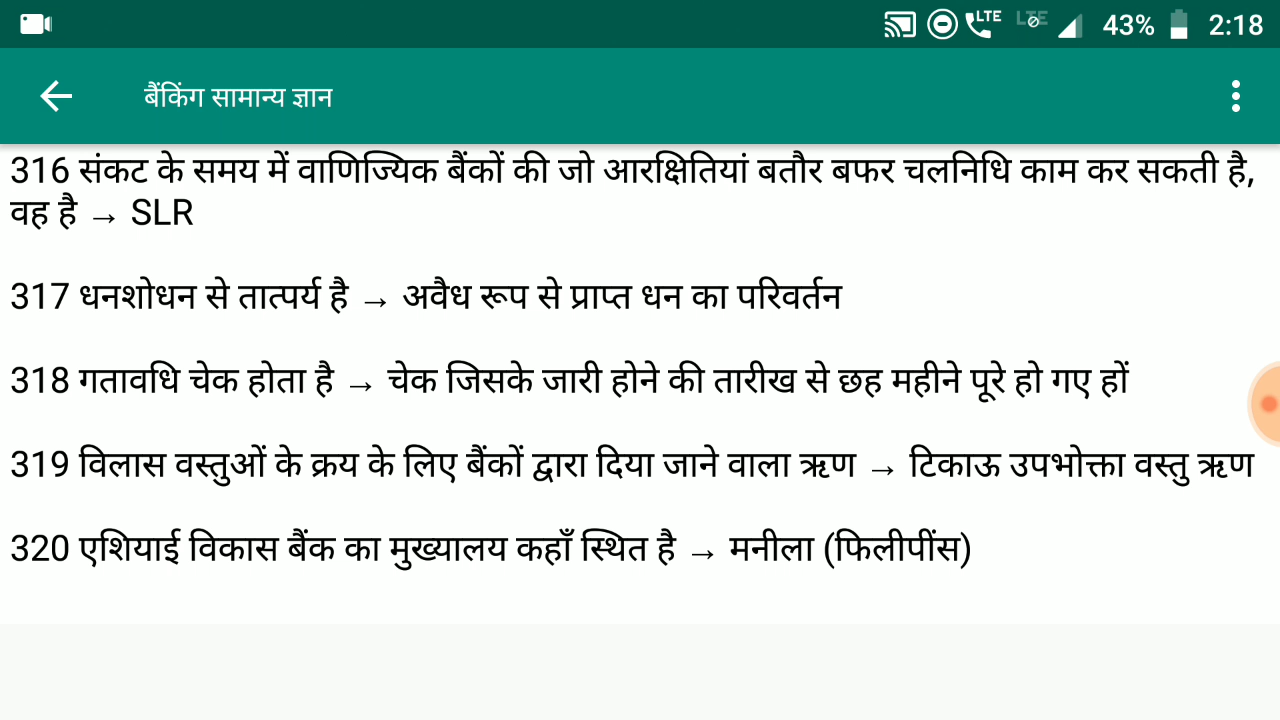 LTE LTE 43% 2:18
बैंकिंग सामान्य ज्ञान
316 संकट के समय में वाणिज्यिक बैंकों की जो आरक्षितियां बतौर बफर चलनिधि काम कर सकती है,
वह है → SLR
317 धनशोधन से तात्पर्य है → अवैध रूप से प्राप्त धन का परिवर्तन
318 गतावधि चेक होता है → चेक जिसके जारी होने की तारीख से छह महीने पूरे हो गए हों
319 विलास वस्तुओं के क्रय के लिए बैंकों द्वारा दिया जाने वाला ऋण → टिकाऊ उपभोक्ता वस्तु ऋण
320 एशियाई विकास बैंक का मुख्यालय कहाँ स्थित है → मनीला (फिलीपींस)